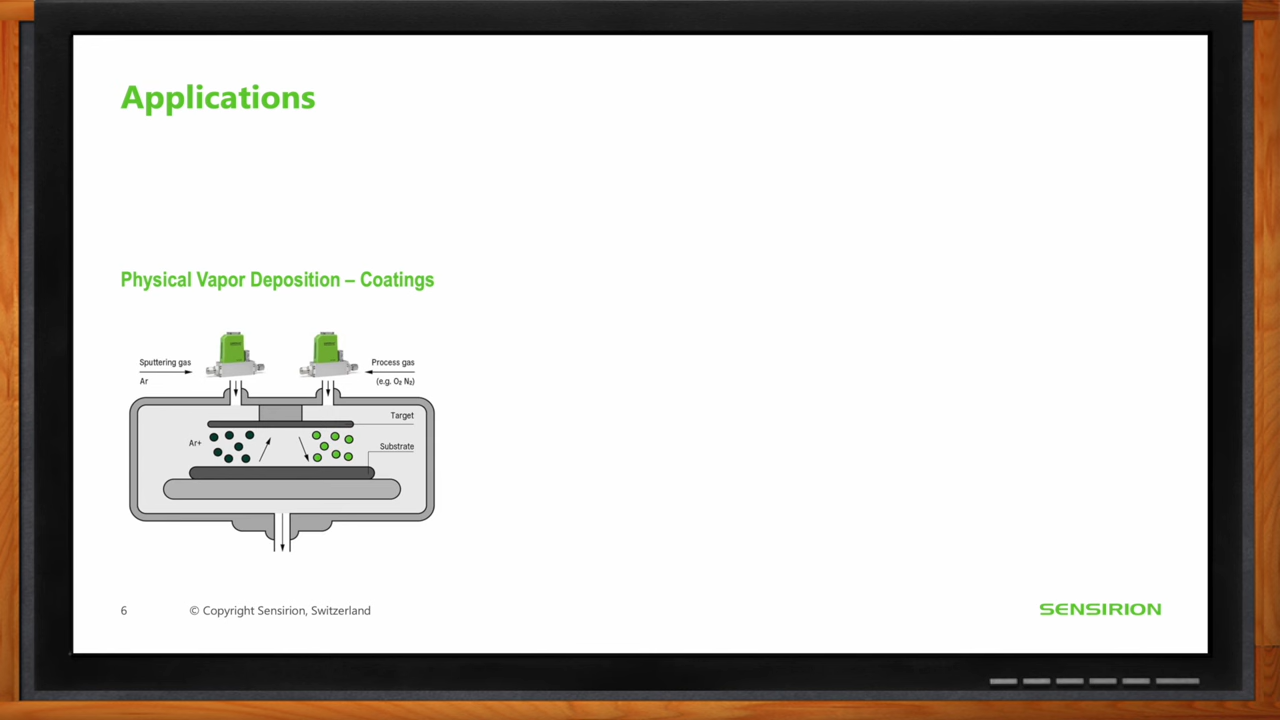 Applications
Physical Vapor Deposition – Coatings
Sputtering gas
Ar
Process gas
(e.g. O₂ N₂)
Target
Ar+
Substrate
6
© Copyright Sensirion, Switzerland
SENSIRION